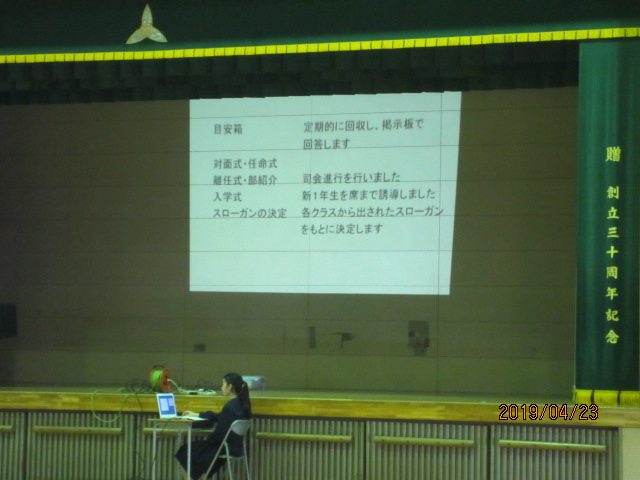 目安箱 定期的に回収し、掲示板で
回答します
対面式・任命式
離任式・部紹介 司会進行を行いました
入学式 新1年生を席まで誘導しました
スローガンの決定 各クラスから出されたスローガン
をもとに決定します
贈 創立三十周年記念
2019/04/23